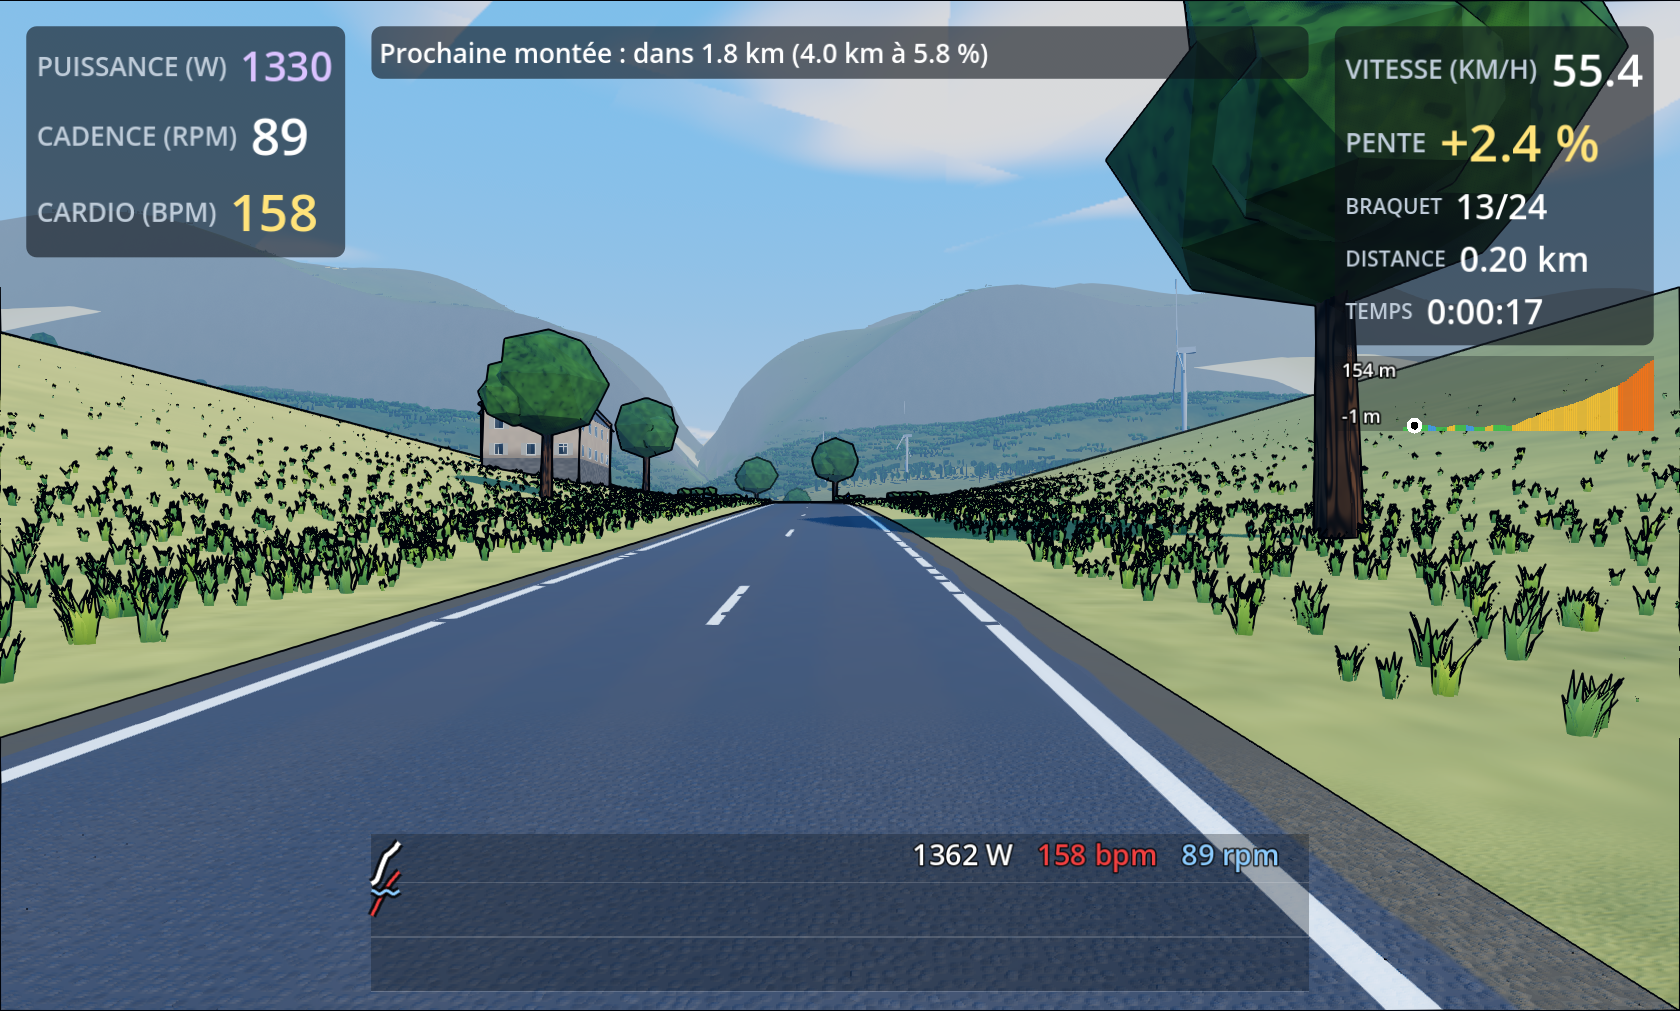 PUISSANCE (W) 1330
CADENCE (RPM) 89
CARDIO (BPM) 158
Prochaine montée : dans 1.8 km (4.0 km à 5.8 %)
VITESSE (KM/H) 55.4
PENTE +2.4 %
BRAQUET 13/24
DISTANCE 0.20 km
TEMPS 0:00:17
154 m
-1 m
1362 W 158 bpm 89 rpm